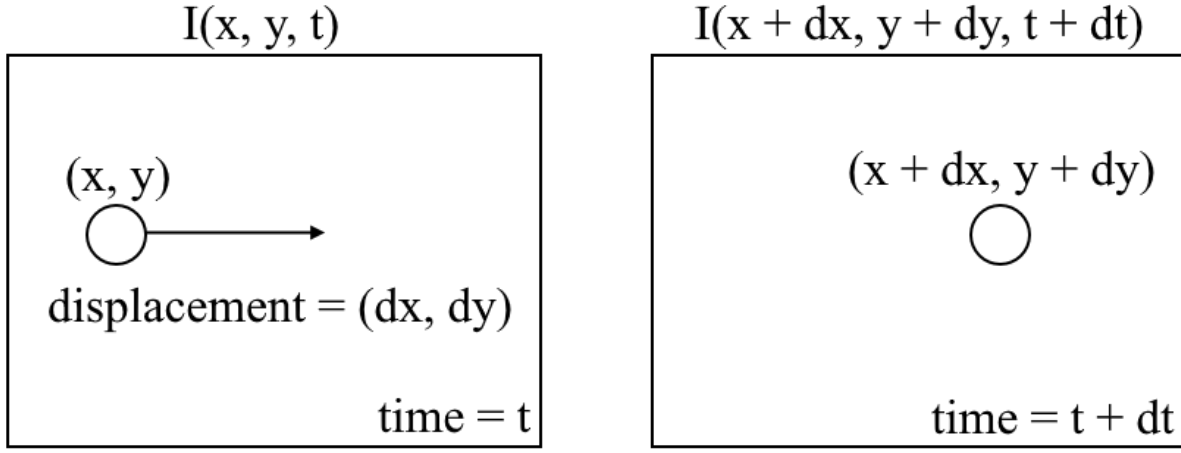 I(x, y, t)
(x, y)
displacement = (dx, dy)
time = t
I(x + dx, y + dy, t + dt)
(x + dx, y + dy)
time = t + dt